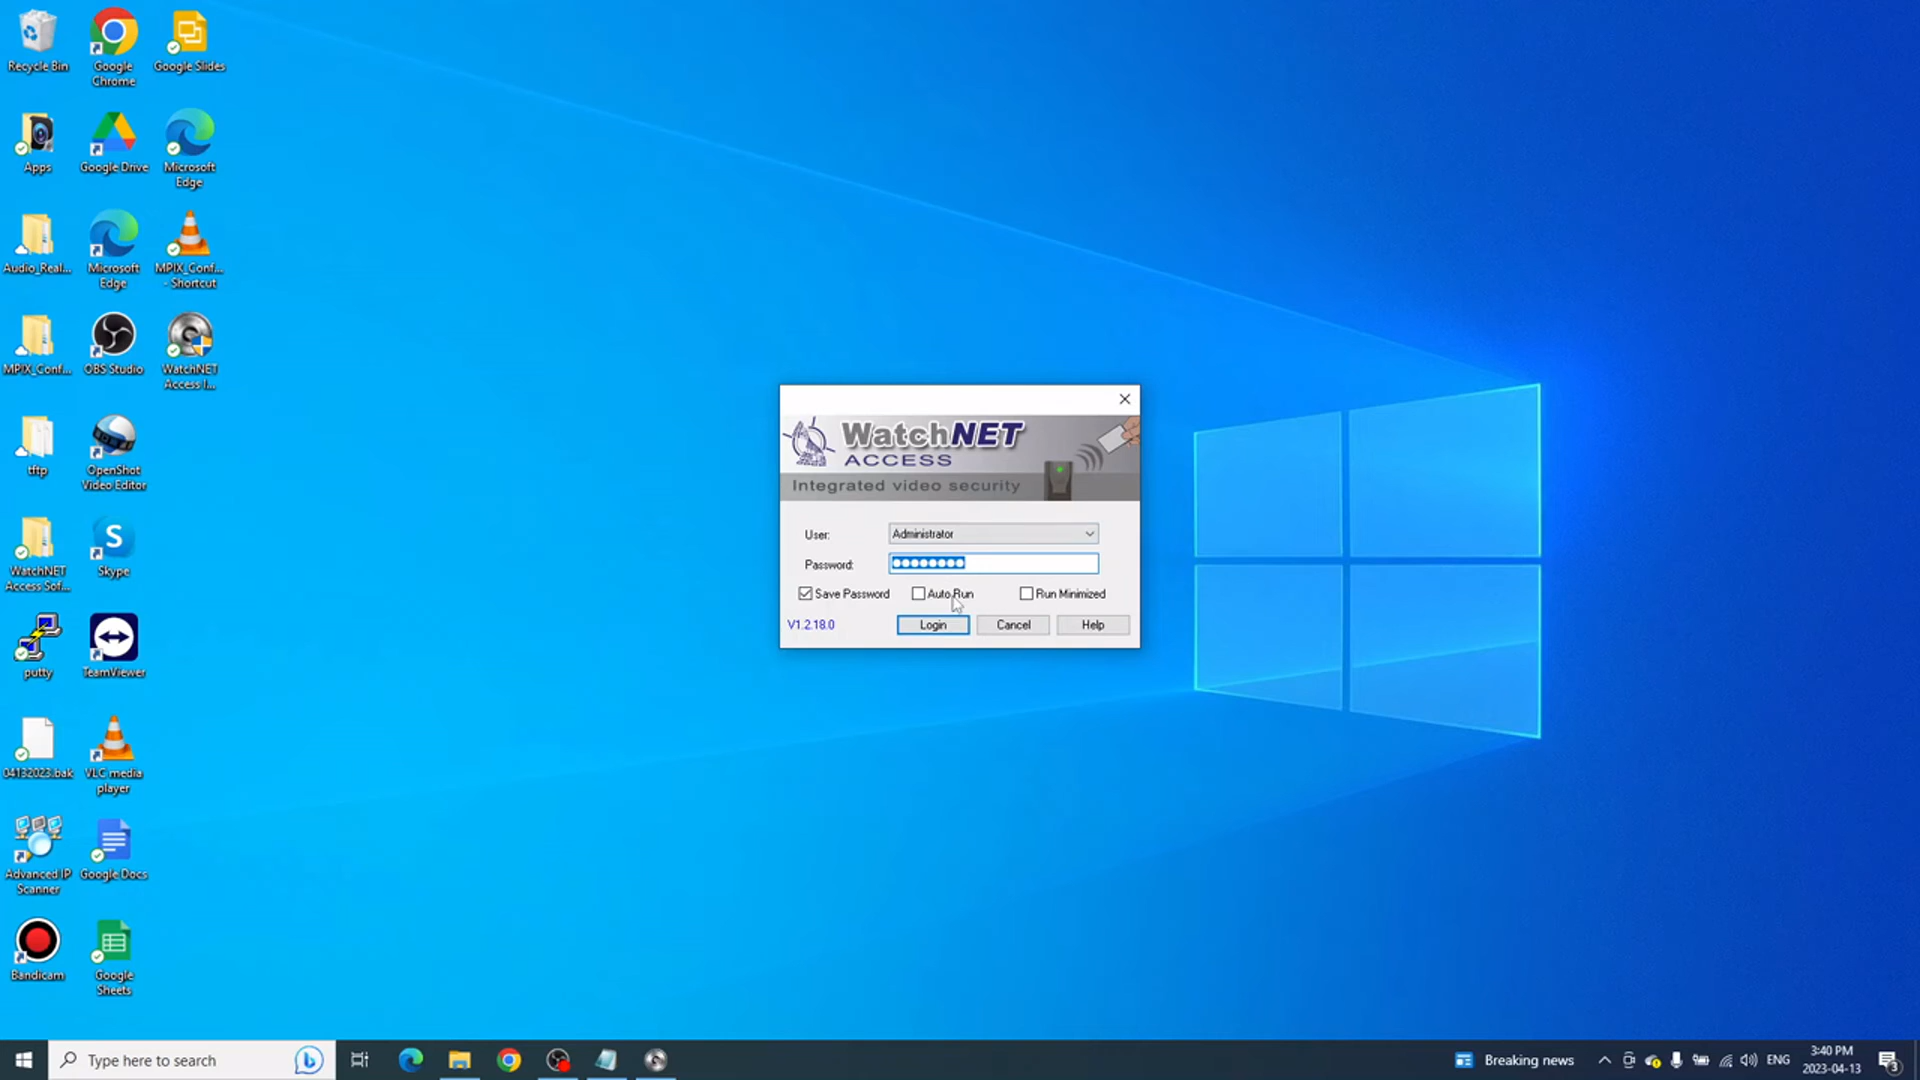 Recycle Bin
Google
Chrome
Google Slides
Apps
Google Drive
Microsoft
Edge
Audio_Real...
Microsoft
Edge
MPIX_Conf...
- Shortcut
MPIX_Conf...
OBS Studio
WatchNET
Access I...
tftp
OpenShot
Video Editor
WatchNET
Access Sof...
Skype
putty
TeamViewer
04132023.bak
VLC media
player
Advanced IP
Scanner
Google Docs
Bandicam
Google
Sheets
WatchNET
ACCESS
Integrated video security
User: Administrator
Password:
Save Password Auto Run Run Minimized
V1.2.18.0 Login Cancel Help
Type here to search
Breaking news
ENG
3:40 PM
2023-04-13
3